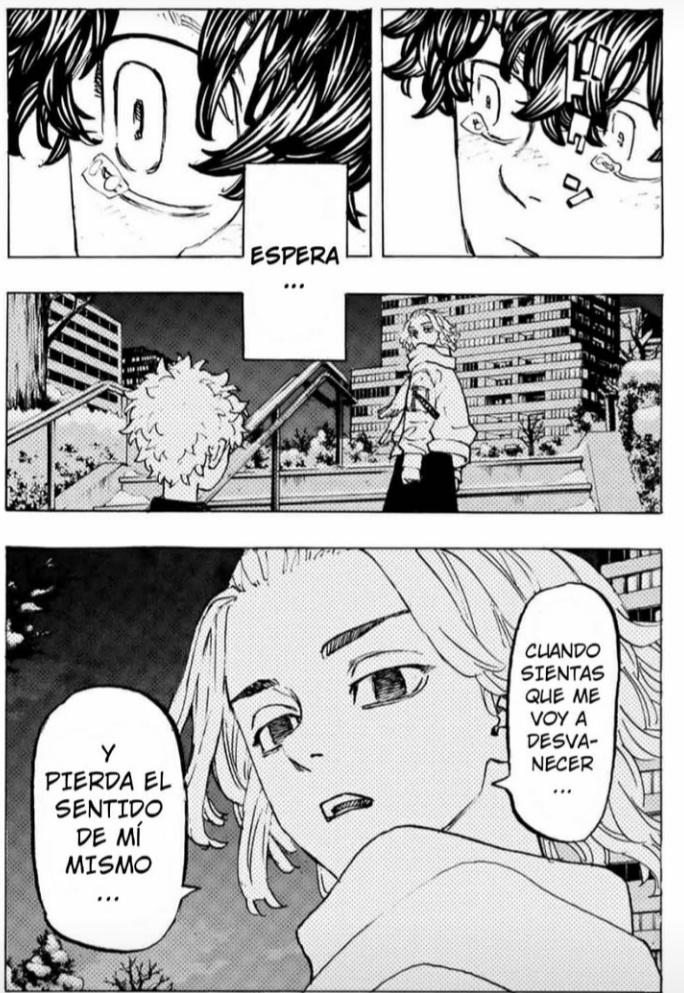 ESPERA
...
CUANDO
SIENTAS
QUE ME
VOY A
DESVA-
NECER
...
Y
PIERDA EL
SENTIDO
DE MÍ
MISMO
...